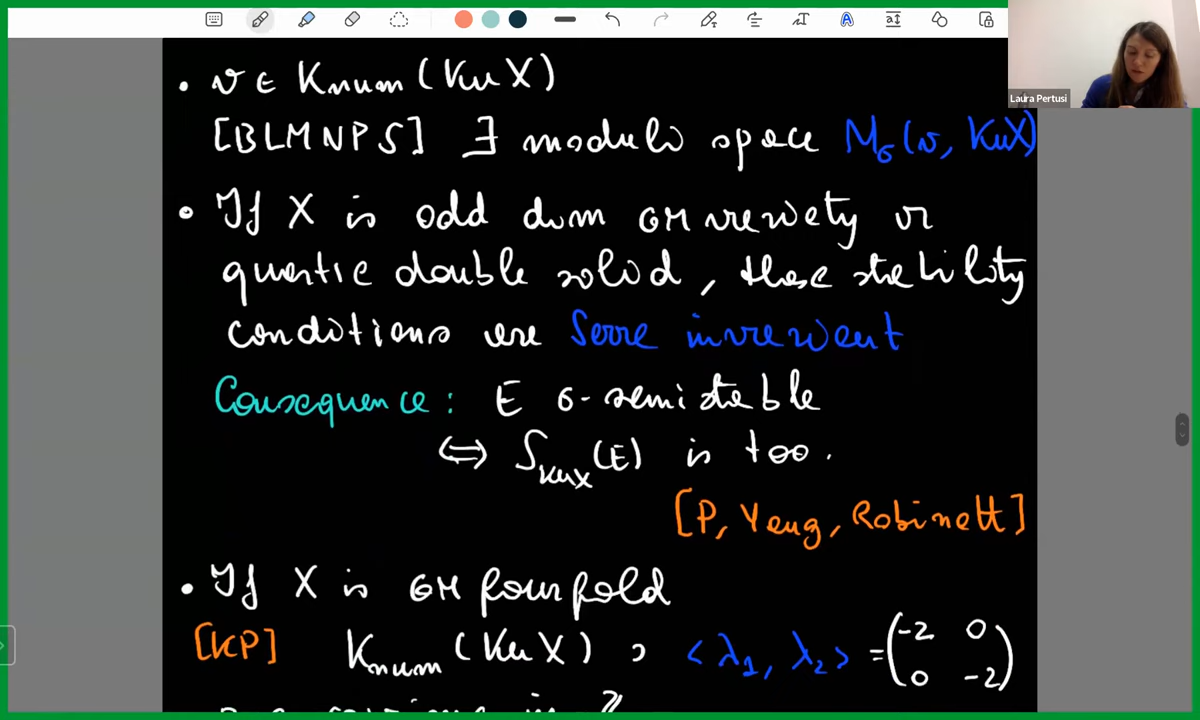 Laura Pertusi
• v ∈ Knum (Ku X)
[BLMNPS] ∃ moduli space Mσ(v, KuX)
• If X is odd dim GM variety or
quartic double solid, these stability
conditions are Serre invariant
Consequence: E σ-semistable
⇔ S_KuX(E) is too.
[P, Yang, Robinett]
• If X is GM fourfold
[KP] Knum (Ku X) ⊃ <λ1, λ2> = (-2 0
0 -2)